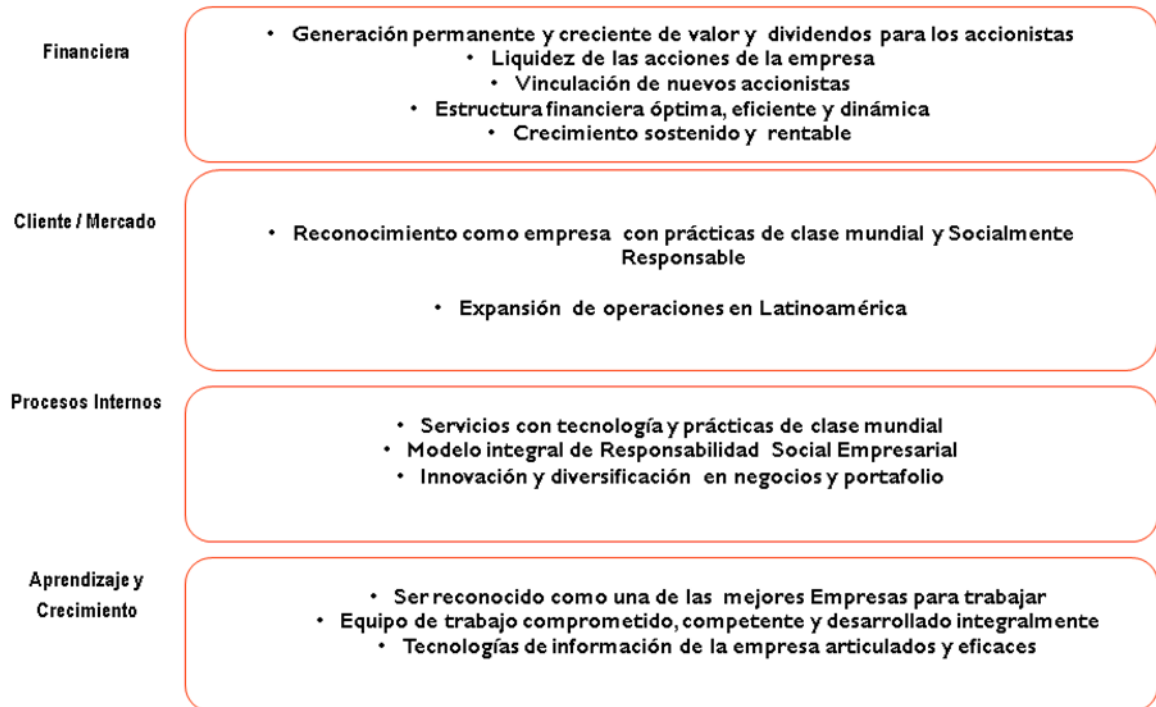 Financiera
• Generación permanente y creciente de valor y dividendos para los accionistas
• Liquidez de las acciones de la empresa
• Vinculación de nuevos accionistas
• Estructura financiera óptima, eficiente y dinámica
• Crecimiento sostenido y rentable
Cliente / Mercado
• Reconocimiento como empresa con prácticas de clase mundial y Socialmente
Responsable
• Expansión de operaciones en Latinoamérica
Procesos Internos
• Servicios con tecnología y prácticas de clase mundial
• Modelo integral de Responsabilidad Social Empresarial
• Innovación y diversificación en negocios y portafolio
Aprendizaje y
Crecimiento
• Ser reconocido como una de las mejores Empresas para trabajar
• Equipo de trabajo comprometido, competente y desarrollado integralmente
• Tecnologías de información de la empresa articulados y eficaces